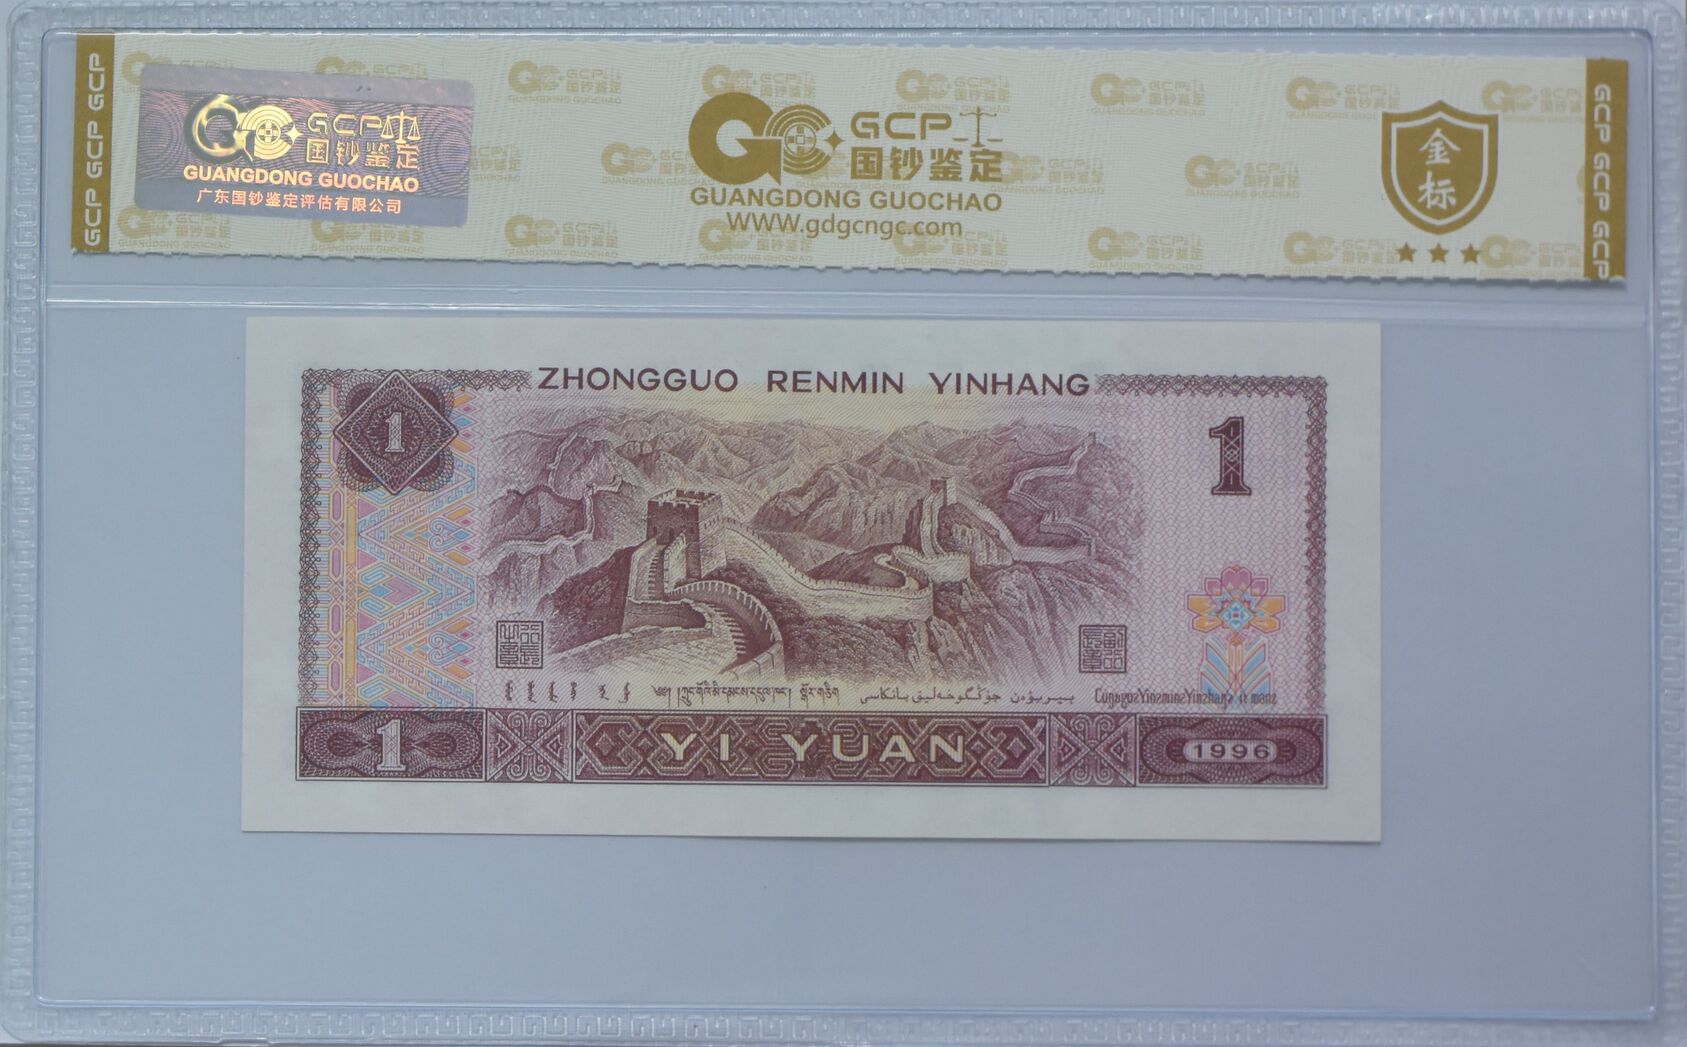 GCP GCP GCP
GCP
国钞鉴定
GUANGDONG GUOCHAO
广东国钞鉴定评估有限公司
GCP
国钞鉴定
GUANGDONG GUOCHAO
WWW.gdgcngc.com
金
标
GCP GCP GCP
ZHONGGUO RENMIN YINHANG
1
1
1
YI YUAN
1996